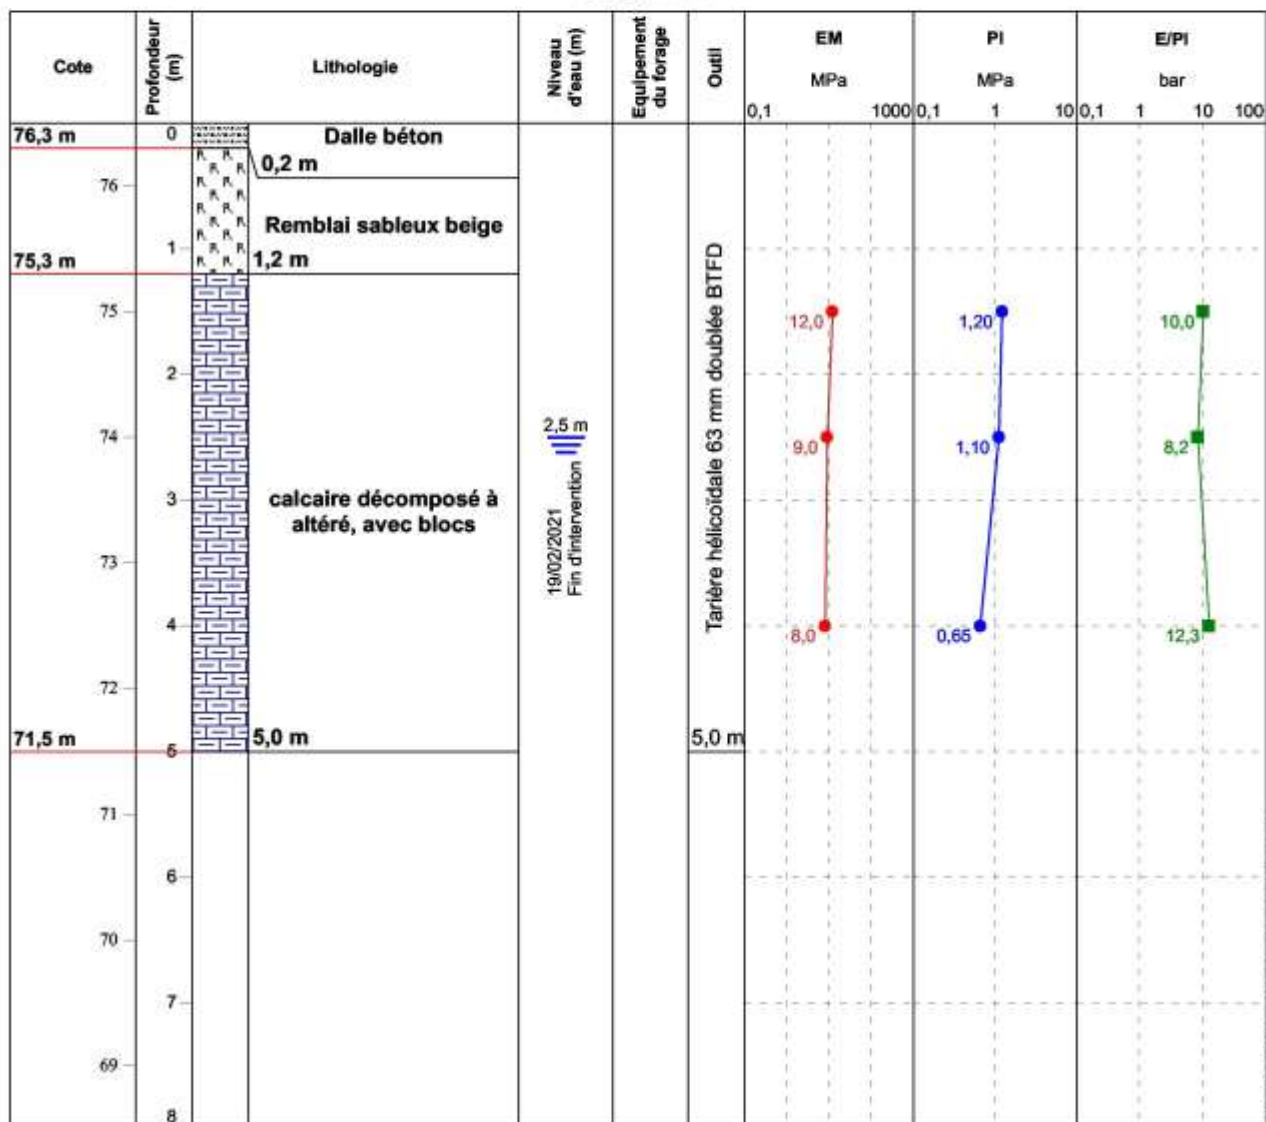 Cote
Profondeur
(m)
Lithologie
Niveau
d'eau (m)
Equipement
du forage
Outil
EM
MPa
0,1 1000
PI
MPa
0,1 1 10
E/PI
bar
0,1 1 10 100
76,3 m
0
Dalle béton
0,2 m
76
Remblai sableux beige
1
75,3 m
1,2 m
75
12,0
1,20
10,0
2
74
2,5 m
9,0
1,10
8,2
3
calcaire décomposé à
altéré, avec blocs
19/02/2021
Fin d'intervention
Tarière hélicoïdale 63 mm doublée BTFD
73
4
8,0
0,65
12,3
72
71,5 m
5
5,0 m
5,0 m
71
6
70
7
69
8